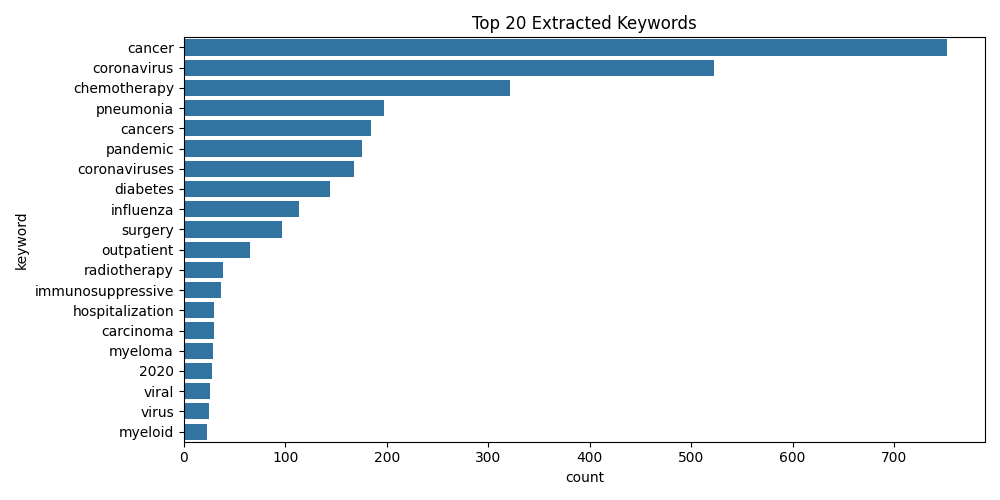 Top 20 Extracted Keywords
keyword
cancer
coronavirus
chemotherapy
pneumonia
cancers
pandemic
coronaviruses
diabetes
influenza
surgery
outpatient
radiotherapy
immunosuppressive
hospitalization
carcinoma
myeloma
2020
viral
virus
myeloid
0 100 200 300 400 500 600 700
count